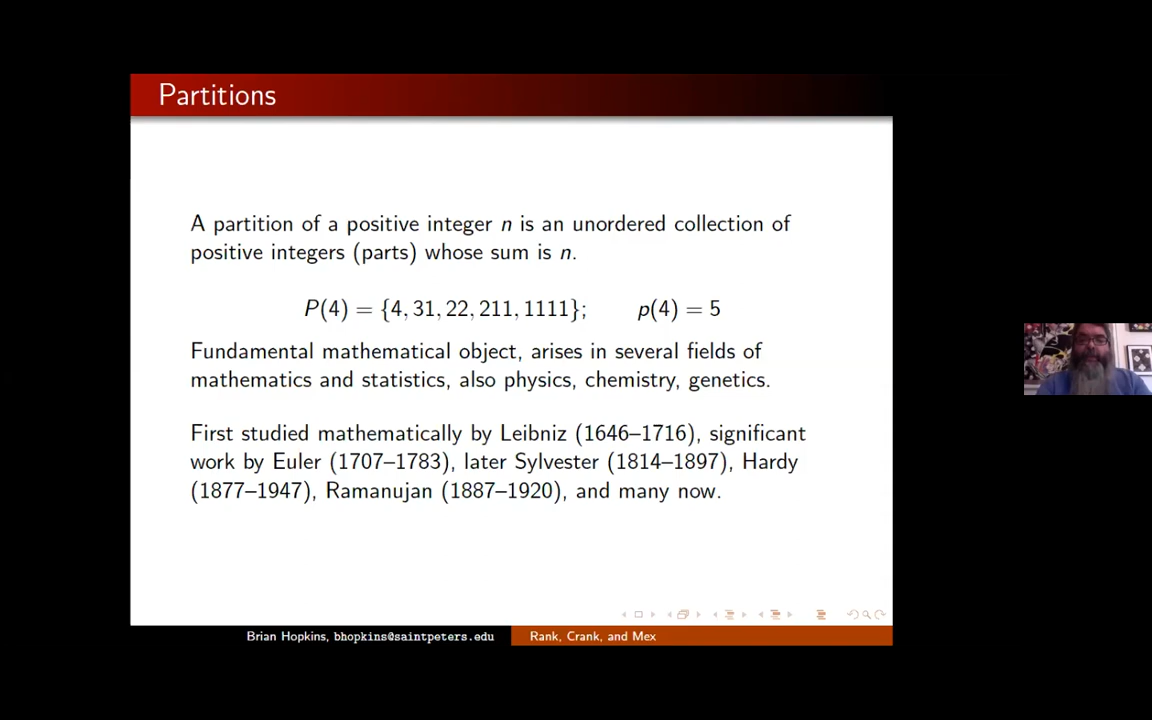 Partitions
A partition of a positive integer n is an unordered collection of
positive integers (parts) whose sum is n.
P(4) = {4, 31, 22, 211, 1111}; p(4) = 5
Fundamental mathematical object, arises in several fields of
mathematics and statistics, also physics, chemistry, genetics.
First studied mathematically by Leibniz (1646–1716), significant
work by Euler (1707–1783), later Sylvester (1814–1897), Hardy
(1877–1947), Ramanujan (1887–1920), and many now.
Brian Hopkins, bhopkins@saintpeters.edu Rank, Crank, and Mex